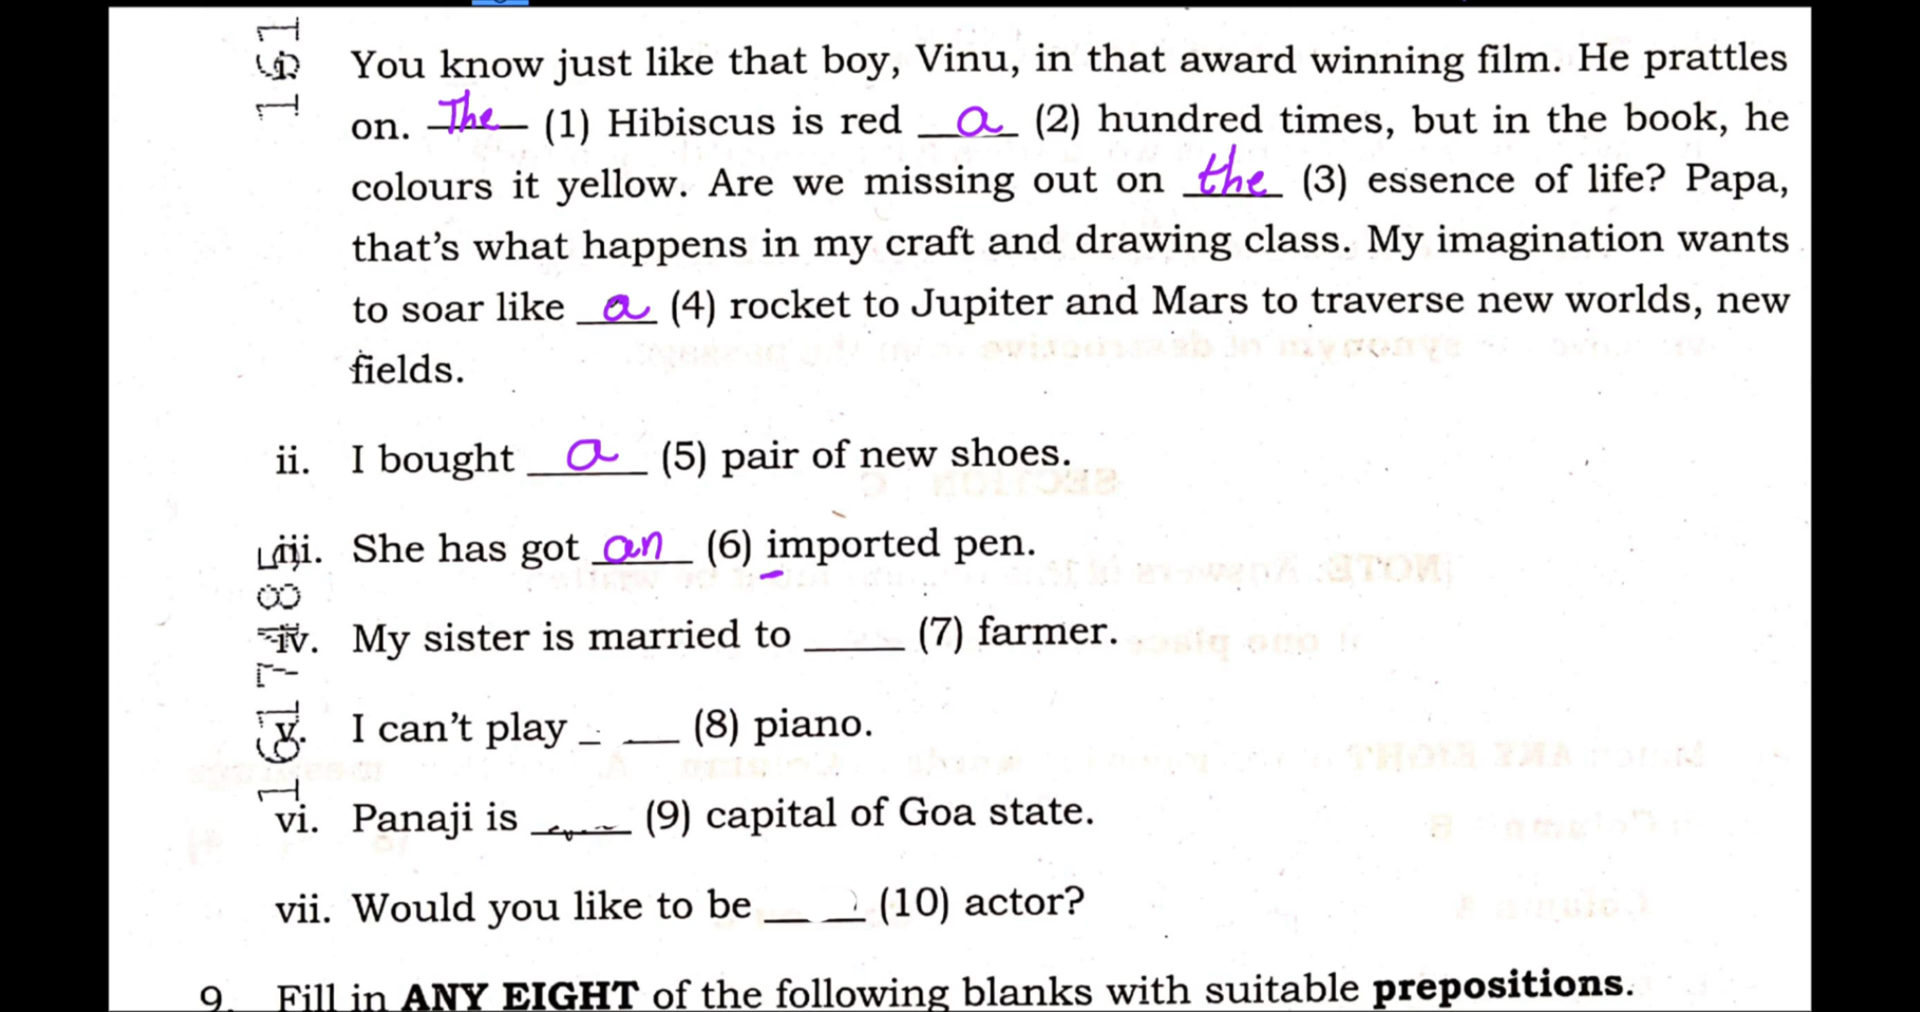 You know just like that boy, Vinu, in that award winning film. He prattles
on. The (1) Hibiscus is red a (2) hundred times, but in the book, he
colours it yellow. Are we missing out on the (3) essence of life? Papa,
that's what happens in my craft and drawing class. My imagination wants
to soar like a (4) rocket to Jupiter and Mars to traverse new worlds, new
fields.
ii. I bought a (5) pair of new shoes.
iii. She has got an (6) imported pen.
iv. My sister is married to ____ (7) farmer.
v. I can't play ____ (8) piano.
vi. Panaji is ____ (9) capital of Goa state.
vii. Would you like to be ____ (10) actor?
9. Fill in ANY EIGHT of the following blanks with suitable prepositions.